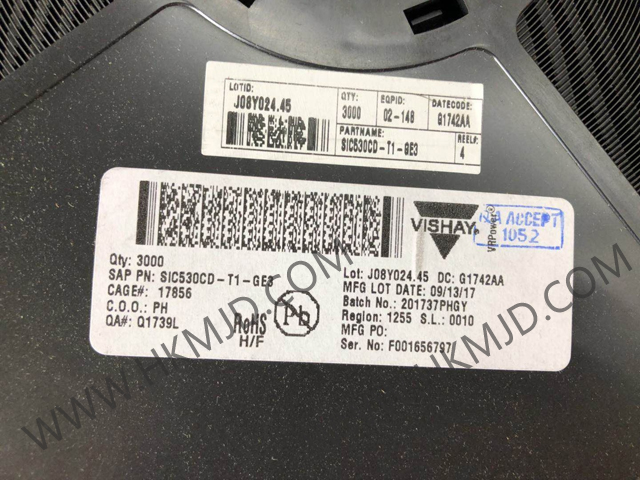 LOTID:
J08Y024.45
QTY:
3000
EQPID:
02-148
DATECODE:
G1742AA
PARTNAME:
SIC530CD-T1-GE3
REEL#:
4
VISHAY®
VRPower®
QA ACCEPT
1052
Qty: 3000
SAP PN: SIC530CD-T1-GE3
CAGE#: 17856
C.O.O.: PH
QA#: Q1739L
RoHS
H/F
Pb
Lot: J08Y024.45 DC: G1742AA
MFG LOT DATE: 09/13/17
Batch No.: 201737PHGY
Region: 1255 S.L.: 0010
MFG PO:
Ser. No.: F001656797
WWW.HKMJD.COM
WWW.HKMJD.COM